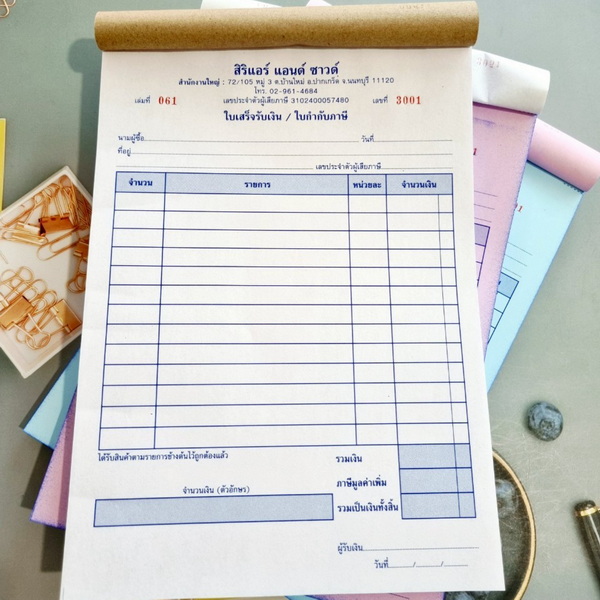 สิริแอร์ แอนด์ ซาวด์
สำนักงานใหญ่ : 72/105 หมู่ 3 ต.บ้านใหม่ อ.ปากเกร็ด จ.นนทบุรี 11120
โทร. 02-961-4684
เล่มที่ 061 เลขประจำตัวผู้เสียภาษี 3102400057480 เลขที่ 3001
ใบเสร็จรับเงิน / ใบกำกับภาษี
นามผู้ซื้อ วันที่
ที่อยู่
เลขประจำตัวผู้เสียภาษี
จำนวน รายการ หน่วยละ จำนวนเงิน
ได้รับสินค้าตามรายการข้างต้นไว้ถูกต้องแล้ว รวมเงิน
ภาษีมูลค่าเพิ่ม
จำนวนเงิน (ตัวอักษร)
รวมเป็นเงินทั้งสิ้น
ผู้รับเงิน
วันที่ / /